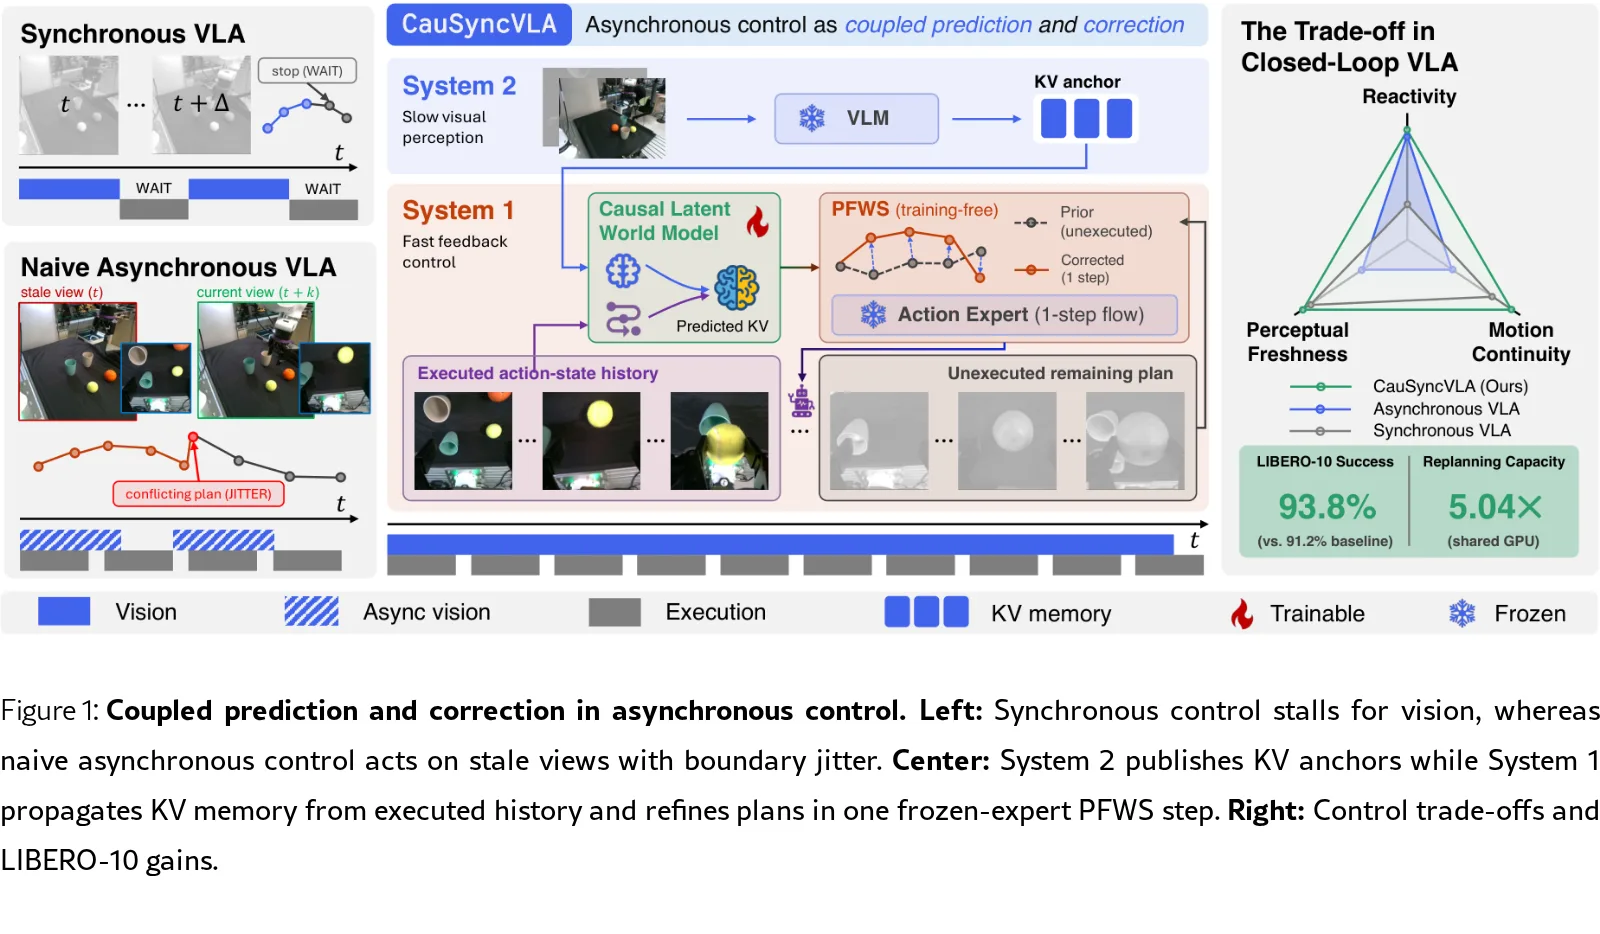 Synchronous VLA
t
...
t + Δ
stop (WAIT)
t
WAIT
WAIT
Naive Asynchronous VLA
stale view (t)
current view (t + k)
conflicting plan (JITTER)
t
CauSyncVLA
Asynchronous control as coupled prediction and correction
System 2
Slow visual
perception
VLM
KV anchor
System 1
Fast feedback
control
Causal Latent
World Model
Predicted KV
PFWS (training-free)
Prior
(unexecuted)
Corrected
(1 step)
Action Expert (1-step flow)
Executed action-state history
...
...
...
Unexecuted remaining plan
...
...
t
The Trade-off in
Closed-Loop VLA
Reactivity
Perceptual
Freshness
Motion
Continuity
CauSyncVLA (Ours)
Asynchronous VLA
Synchronous VLA
LIBERO-10 Success
93.8%
(vs. 91.2% baseline)
Replanning Capacity
5.04×
(shared GPU)
Vision
Async vision
Execution
KV memory
Trainable
Frozen
Figure 1: Coupled prediction and correction in asynchronous control. Left: Synchronous control stalls for vision, whereas
naive asynchronous control acts on stale views with boundary jitter. Center: System 2 publishes KV anchors while System 1
propagates KV memory from executed history and refines plans in one frozen-expert PFWS step. Right: Control trade-offs and
LIBERO-10 gains.